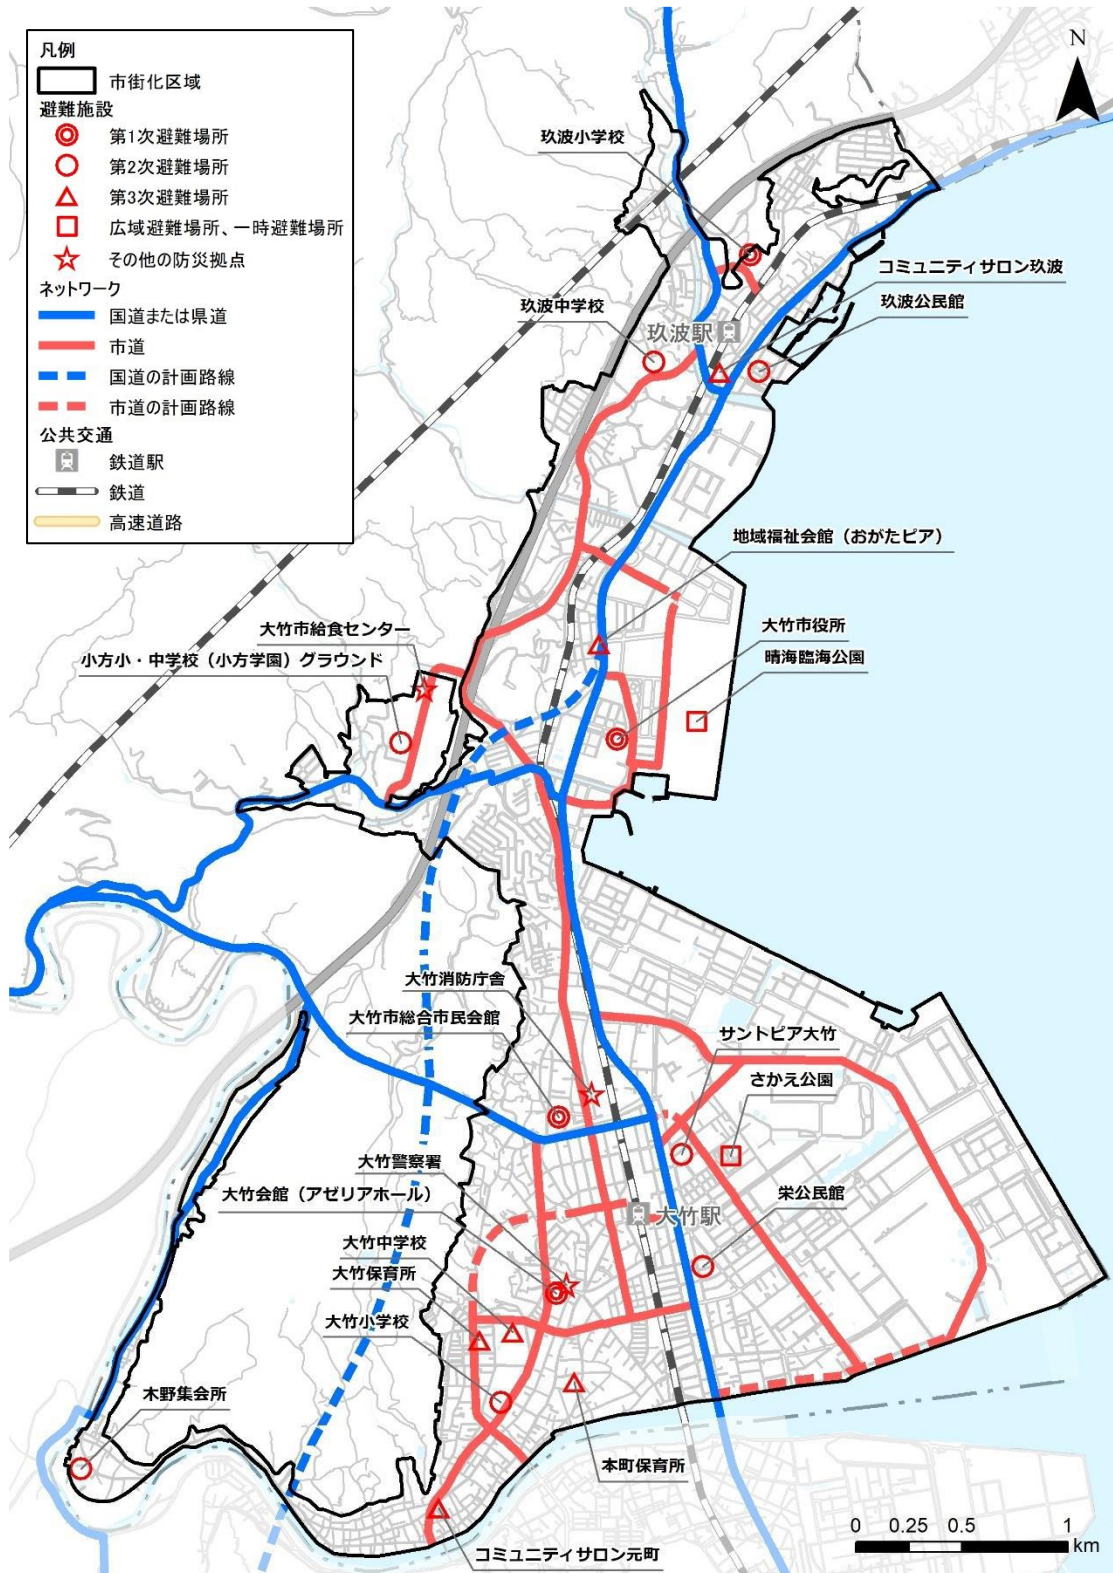 凡例
市街化区域
避難施設
第1次避難場所
第2次避難場所
第3次避難場所
広域避難場所、一時避難場所
その他の防災拠点
ネットワーク
国道または県道
市道
国道の計画路線
市道の計画路線
公共交通
鉄道駅
鉄道
高速道路
N
玖波小学校
コミュニティサロン玖波
玖波公民館
玖波中学校
玖波駅
地域福祉会館（おがたピア）
大竹市給食センター
大竹市役所
小方小・中学校（小方学園）グラウンド
晴海臨海公園
大竹消防庁舎
大竹市総合市民会館
サントピア大竹
さかえ公園
大竹警察署
大竹会館（アゼリアホール）
栄公民館
大竹駅
大竹中学校
大竹保育所
大竹小学校
木野集会所
本町保育所
コミュニティサロン元町
0 0.25 0.5 1
km